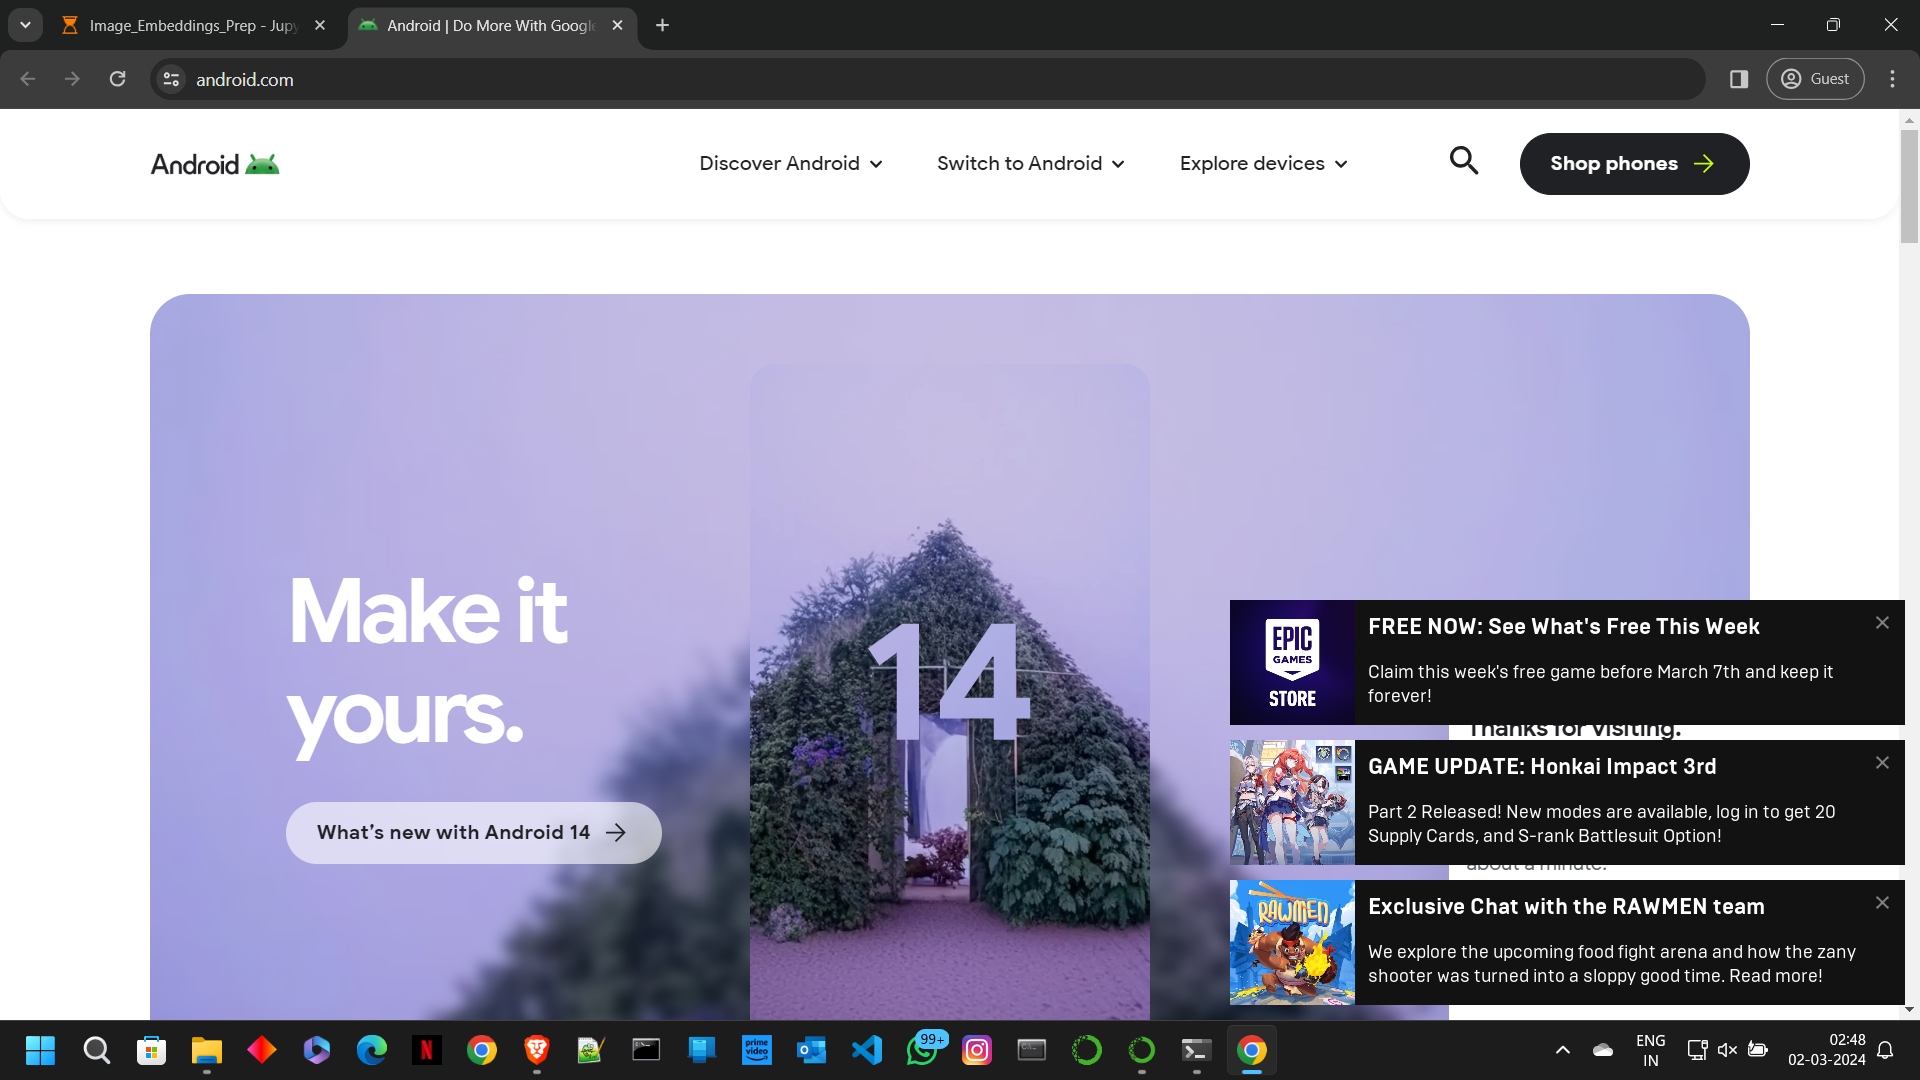 Image_Embeddings_Prep - Jup
Android | Do More With Google
android.com
Guest
Android
Discover Android
Switch to Android
Explore devices
Shop phones
Make it
yours.
What's new with Android 14
14
EPIC
GAMES
STORE
FREE NOW: See What's Free This Week
Claim this week's free game before March 7th and keep it
forever!
Thanks for visiting.
GAME UPDATE: Honkai Impact 3rd
Part 2 Released! New modes are available, log in to get 20
Supply Cards, and S-rank Battlesuit Option!
about a minute.
RAWMEN
Exclusive Chat with the RAWMEN team
We explore the upcoming food fight arena and how the zany
shooter was turned into a sloppy good time. Read more!
prime
video
99+
ENG
IN
02:48
02-03-2024